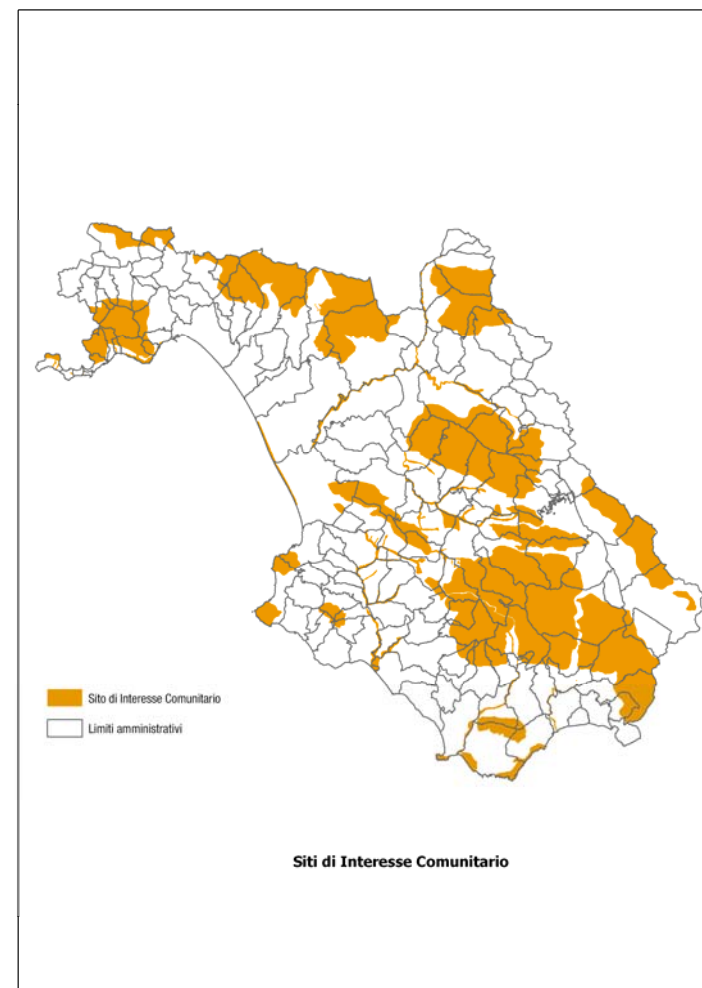 Sito di Interesse Comunitario
Limiti amministrativi
Siti di Interesse Comunitario